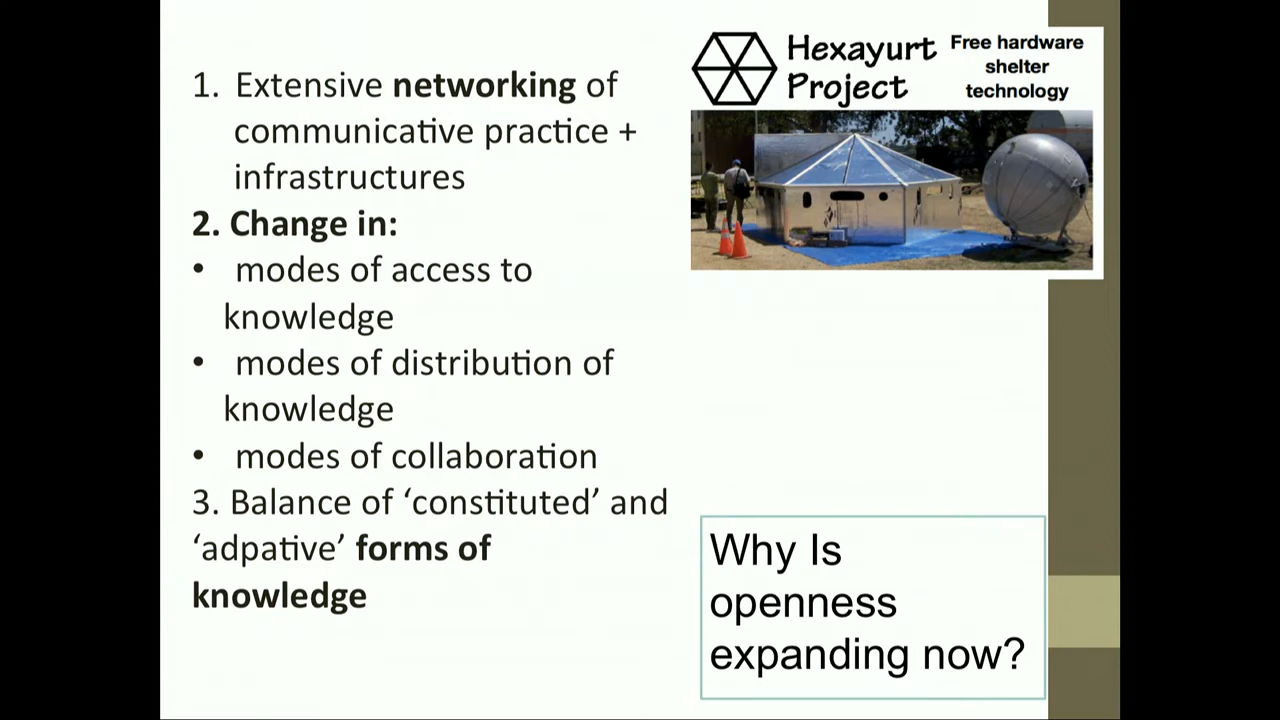 1. Extensive networking of
communicative practice +
infrastructures
2. Change in:
• modes of access to
knowledge
• modes of distribution of
knowledge
• modes of collaboration
3. Balance of ‘constituted’ and
‘adpative’ forms of
knowledge
Hexayurt
Project
Free hardware
shelter
technology
Why Is
openness
expanding now?